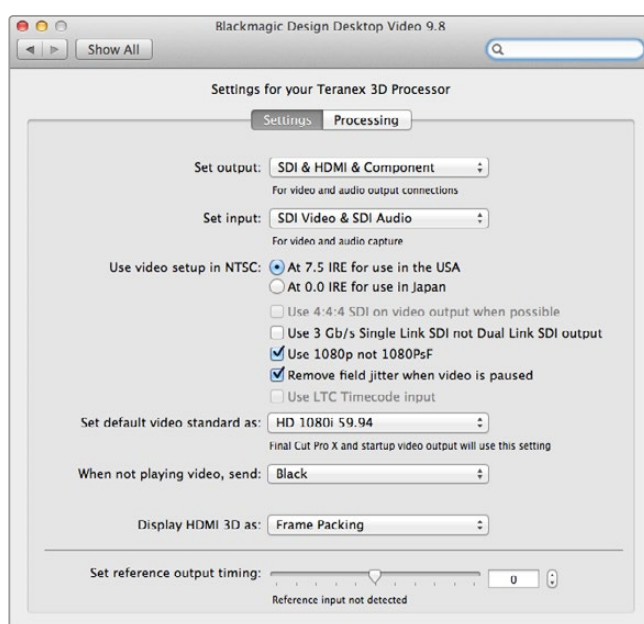 Blackmagic Design Desktop Video 9.8
Show All
Settings for your Teranex 3D Processor
Settings Processing
Set output: SDI & HDMI & Component
For video and audio output connections
Set input: SDI Video & SDI Audio
For video and audio capture
Use video setup in NTSC: At 7.5 IRE for use in the USA
At 0.0 IRE for use in Japan
Use 4:4:4 SDI on video output when possible
Use 3 Gb/s Single Link SDI not Dual Link SDI output
Use 1080p not 1080PsF
Remove field jitter when video is paused
Use LTC Timecode input
Set default video standard as: HD 1080i 59.94
Final Cut Pro X and startup video output will use this setting
When not playing video, send: Black
Display HDMI 3D as: Frame Packing
Set reference output timing: 0
Reference input not detected